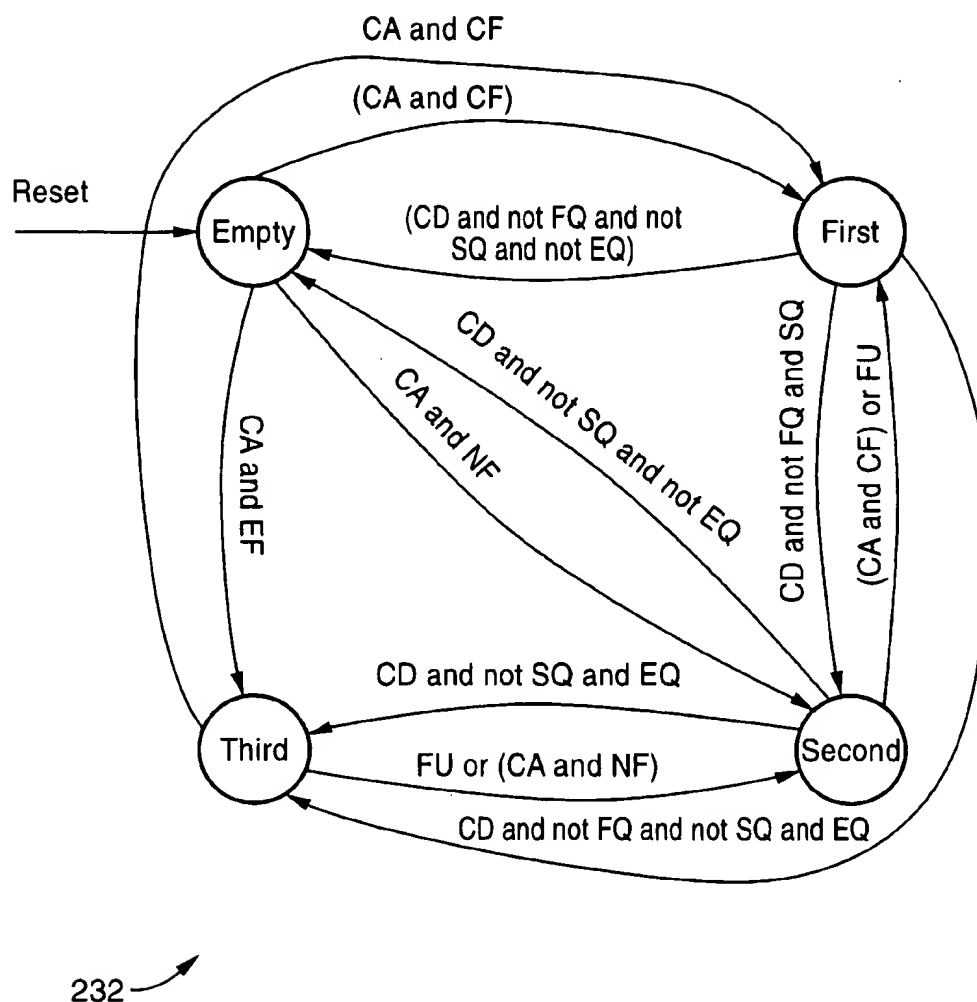 CA and CF
(CA and CF)
Reset
Empty
(CD and not FQ and not
SQ and not EQ)
First
CD and not SQ and not EQ
CA and NF
CA and EF
CD and not FQ and SQ
(CA and CF) or FU
CD and not SQ and EQ
Third
FU or (CA and NF)
Second
CD and not FQ and not SQ and EQ
232